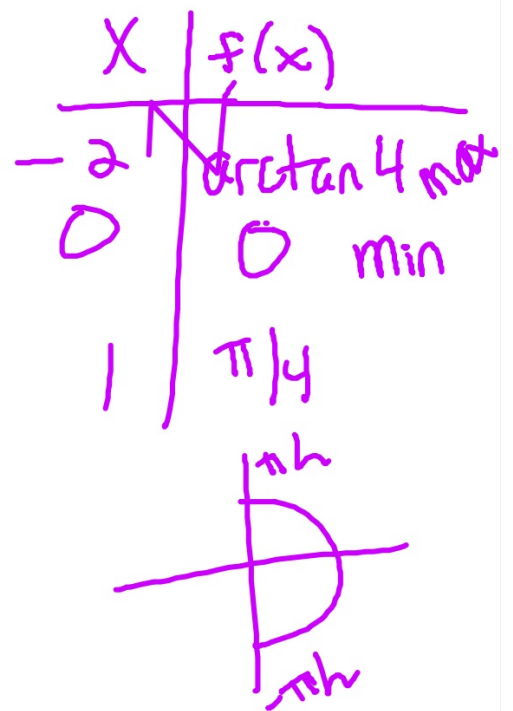 x f(x)
-2 arctan 4 max
0 0 min
1 π/4
π/2
-π/2